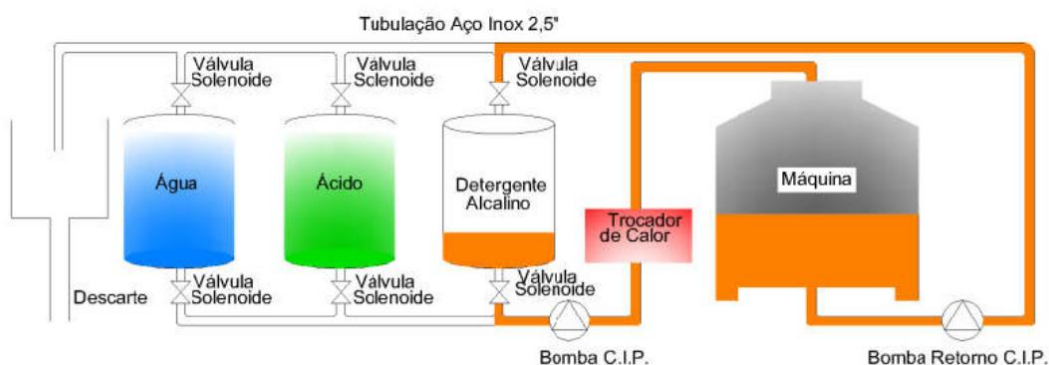 Tubulação Aço Inox 2,5"
Válvula
Solenoide
Válvula
Sclenoide
Válvula
Solenoide
Água
Ácido
Detergente
Alcalino
Máquina
Trocador
de Calor
Descarte
Válvula
Solenoide
Válvula
Solenoide
Válvula
Solenoide
Bomba C.I.P.
Bomba Retorno C.I.P.